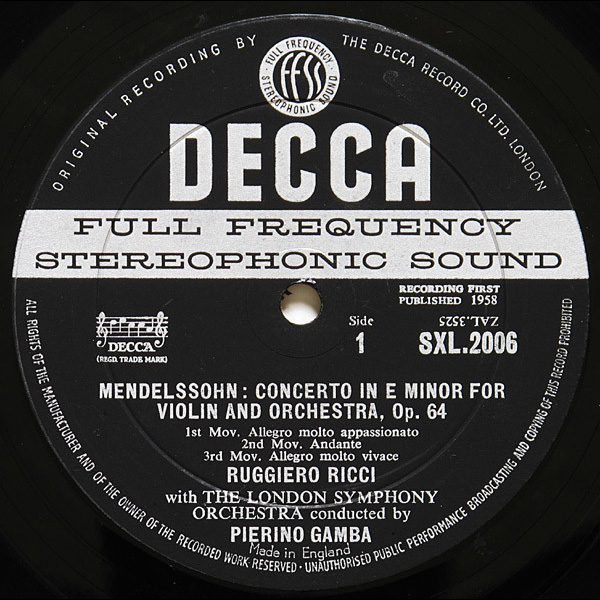 ORIGINAL RECORDING BY THE DECCA RECORD CO. LTD. LONDON
FULL FREQUENCY
ffss
STEREOPHONIC SOUND
DECCA
FULL FREQUENCY
STEREOPHONIC SOUND
RECORDING FIRST
PUBLISHED 1958
DECCA
(REGD. TRADE MARK)
Side
1
ZAL.3525
SXL.2006
MENDELSSOHN : CONCERTO IN E MINOR FOR
VIOLIN AND ORCHESTRA, Op. 64
1st Mov. Allegro molto appassionato
2nd Mov. Andante
3rd Mov. Allegro molto vivace
RUGGIERO RICCI
with THE LONDON SYMPHONY
ORCHESTRA conducted by
PIERINO GAMBA
Made in England
ALL RIGHTS OF THE MANUFACTURER AND OF THE OWNER OF THE RECORDED WORK RESERVED · UNAUTHORISED PUBLIC PERFORMANCE BROADCASTING AND COPYING OF THIS RECORD PROHIBITED